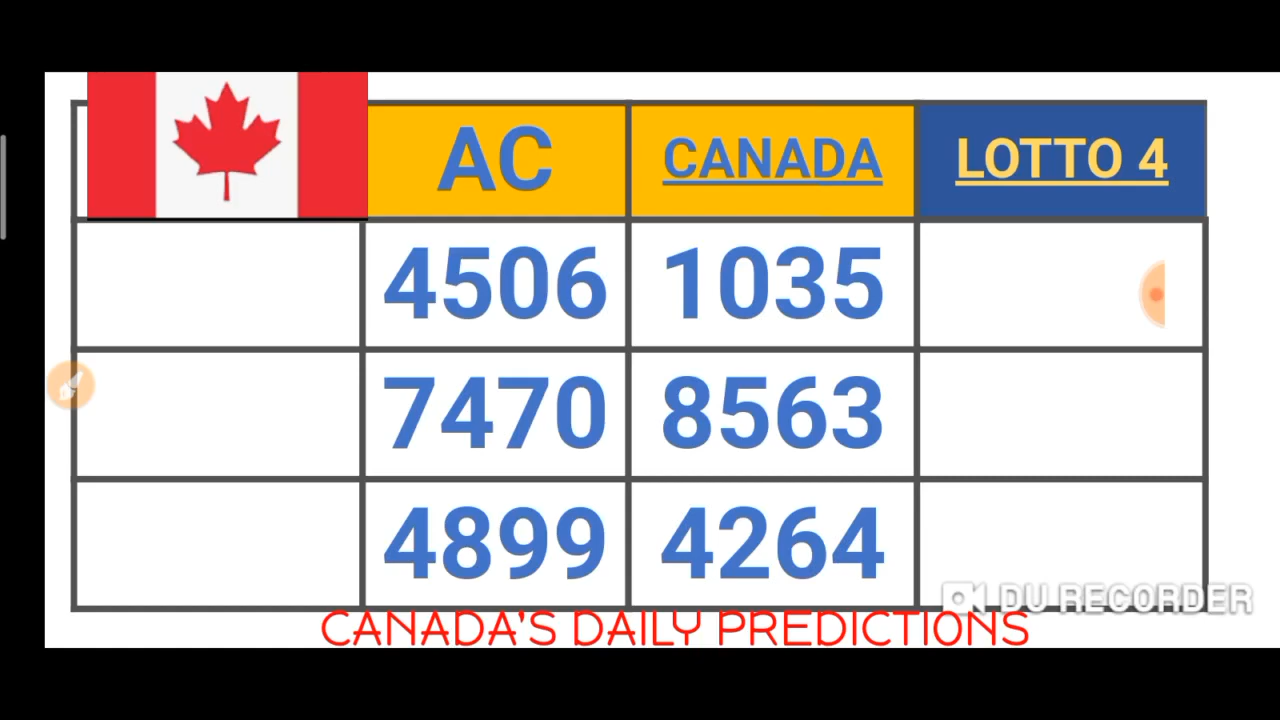 AC CANADA LOTTO 4
4506 1035
7470 8563
4899 4264
DU RECORDER
CANADA'S DAILY PREDICTIONS